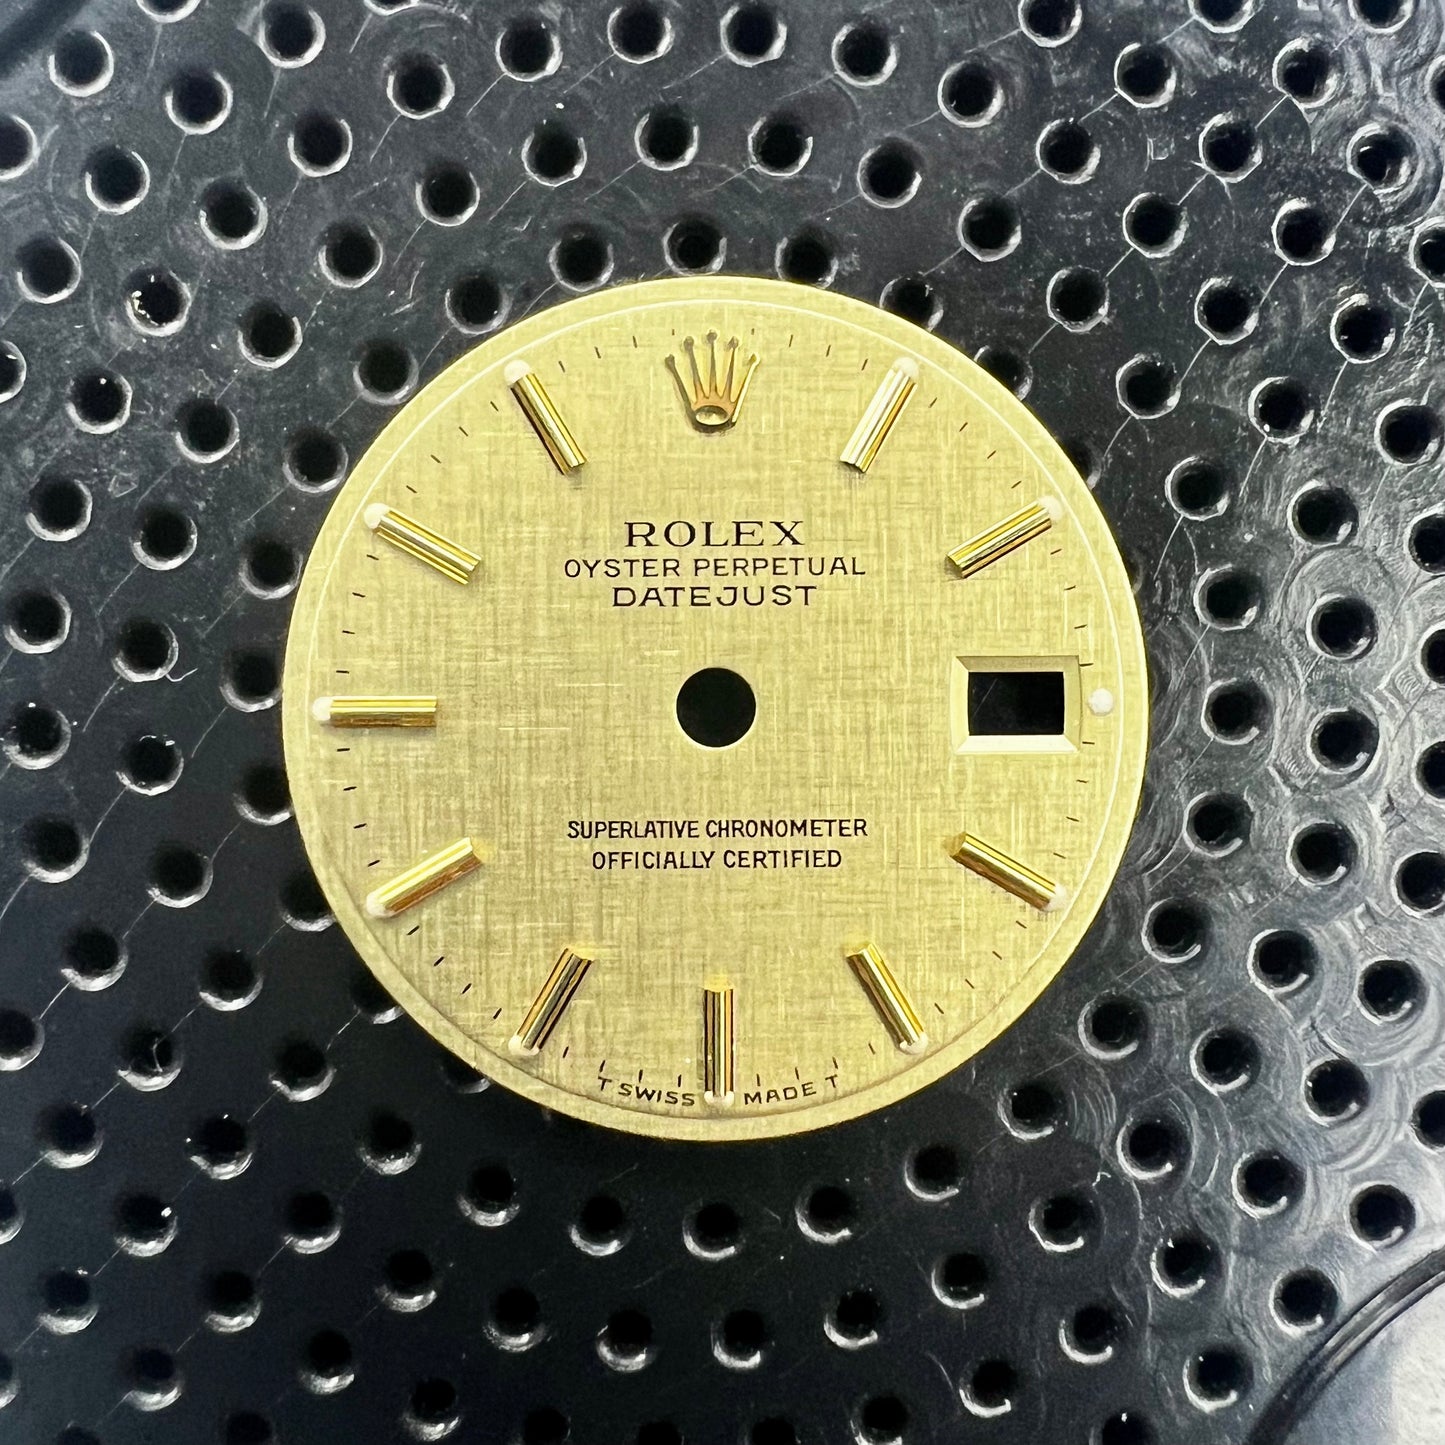 ROLEX
OYSTER PERPETUAL
DATEJUST
SUPERLATIVE CHRONOMETER
OFFICIALLY CERTIFIED
T SWISS MADE T